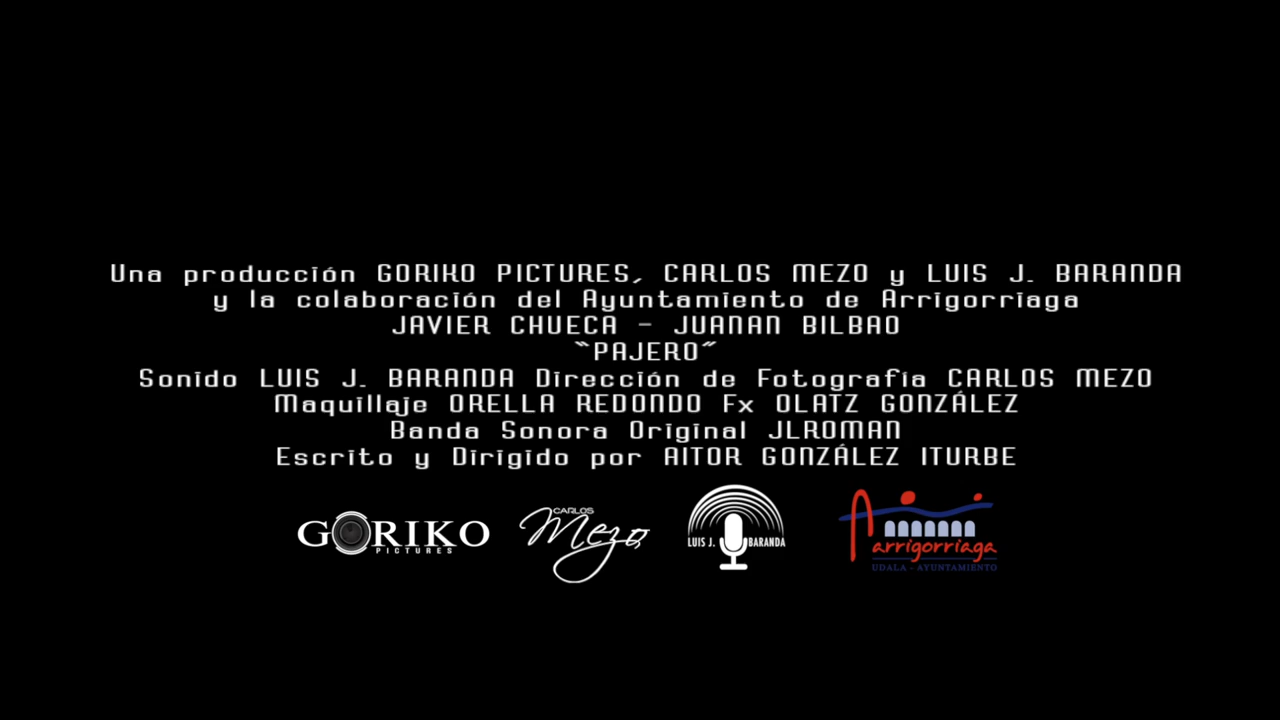 Una producción GORIKO PICTURES, CARLOS MEZO y LUIS J. BARANDA
y la colaboración del Ayuntamiento de Arrigorriaga
JAVIER CHUECA - JUANAN BILBAO
"PAJERO"
Sonido LUIS J. BARANDA Dirección de Fotografía CARLOS MEZO
Maquillaje ORELLA REDONDO Fx OLATZ GONZÁLEZ
Banda Sonora Original JLROMAN
Escrito y Dirigido por AITOR GONZÁLEZ ITURBE
GORIKO
PICTURES
CARLOS
Mezo
LUIS J. BARANDA
arrigorriaga
UDALA - AYUNTAMIENTO